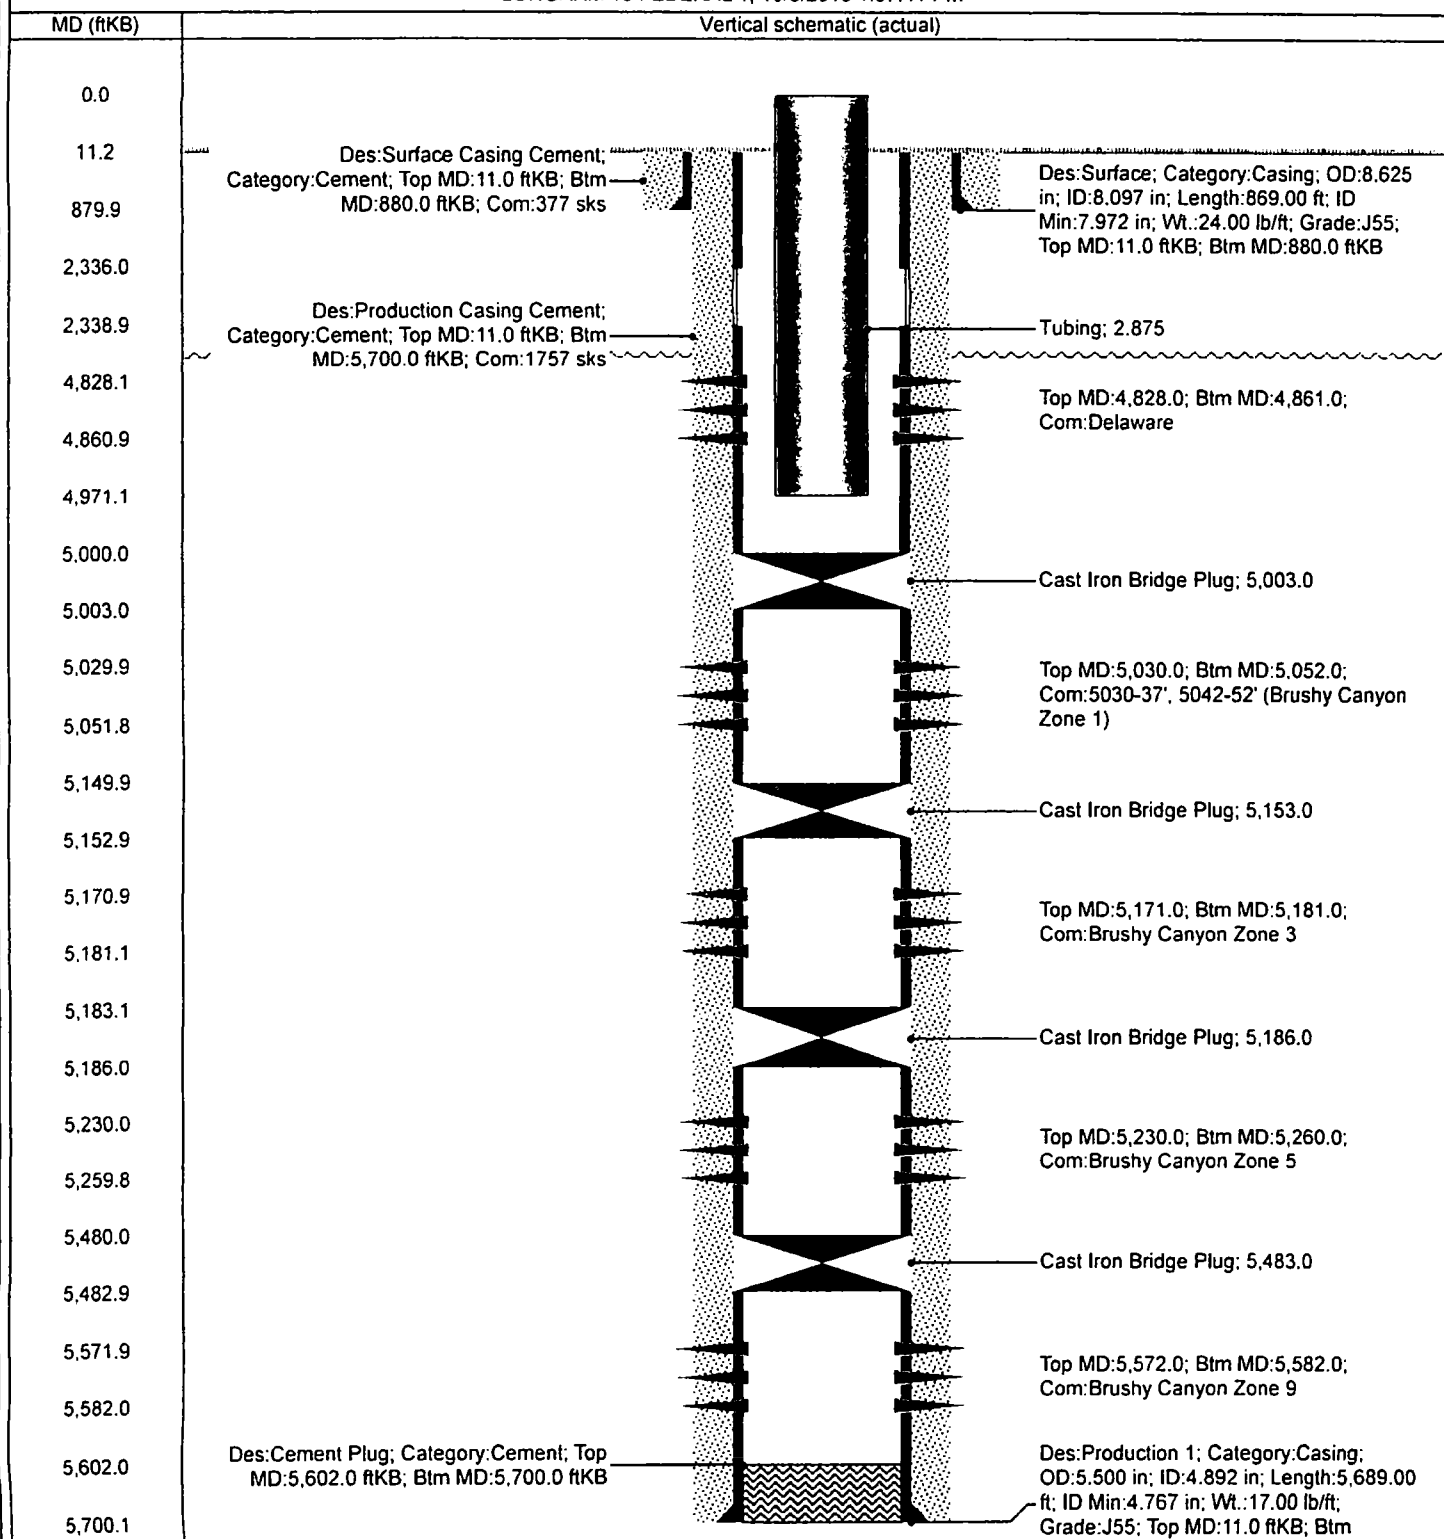 MD (ftKB)
Vertical schematic (actual)
0.0
11.2
879.9
2,336.0
2,338.9
4,828.1
4,860.9
4,971.1
5,000.0
5,003.0
5,029.9
5,051.8
5,149.9
5,152.9
5,170.9
5,181.1
5,183.1
5,186.0
5,230.0
5,259.8
5,480.0
5,482.9
5,571.9
5,582.0
5,602.0
5,700.1
Des:Surface Casing Cement;
Category:Cement; Top MD:11.0 ftKB; Btm
MD:880.0 ftKB; Com:377 sks
Des:Production Casing Cement;
Category:Cement; Top MD:11.0 ftKB; Btm
MD:5,700.0 ftKB; Com:1757 sks
Des:Cement Plug; Category:Cement; Top
MD:5,602.0 ftKB; Btm MD:5,700.0 ftKB
Des:Surface; Category:Casing; OD:8.625
in; ID:8.097 in; Length:869.00 ft; ID
Min:7.972 in; Wt.:24.00 lb/ft; Grade:J55;
Top MD:11.0 ftKB; Btm MD:880.0 ftKB
Tubing; 2.875
Top MD:4,828.0; Btm MD:4,861.0;
Com:Delaware
Cast Iron Bridge Plug; 5,003.0
Top MD:5,030.0; Btm MD:5,052.0;
Com:5030-37', 5042-52' (Brushy Canyon
Zone 1)
Cast Iron Bridge Plug; 5,153.0
Top MD:5,171.0; Btm MD:5,181.0;
Com:Brushy Canyon Zone 3
Cast Iron Bridge Plug; 5,186.0
Top MD:5,230.0; Btm MD:5,260.0;
Com:Brushy Canyon Zone 5
Cast Iron Bridge Plug; 5,483.0
Top MD:5,572.0; Btm MD:5,582.0;
Com:Brushy Canyon Zone 9
Des:Production 1; Category:Casing;
OD:5.500 in; ID:4.892 in; Length:5,689.00
ft; ID Min:4.767 in; Wt.:17.00 lb/ft;
Grade:J55; Top MD:11.0 ftKB; Btm